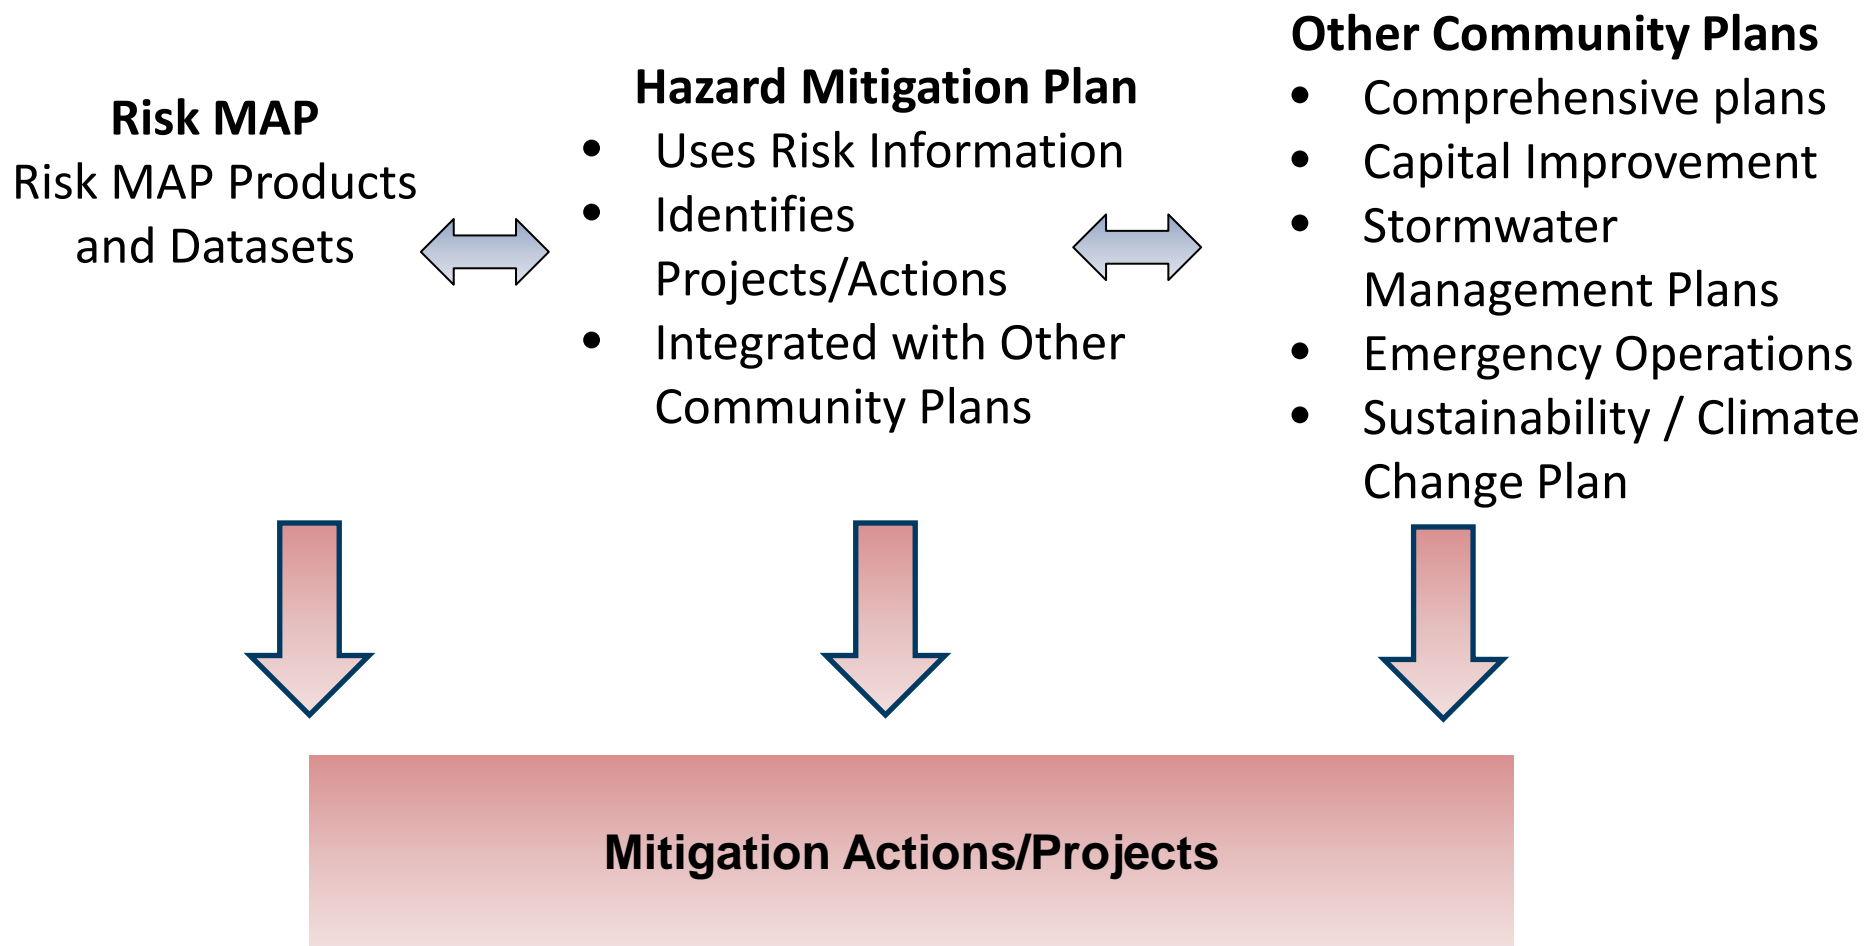 Risk MAP
Risk MAP Products
and Datasets
Hazard Mitigation Plan
• Uses Risk Information
• Identifies
Projects/Actions
• Integrated with Other
Community Plans
Other Community Plans
• Comprehensive plans
• Capital Improvement
• Stormwater
Management Plans
• Emergency Operations
• Sustainability / Climate
Change Plan
Mitigation Actions/Projects